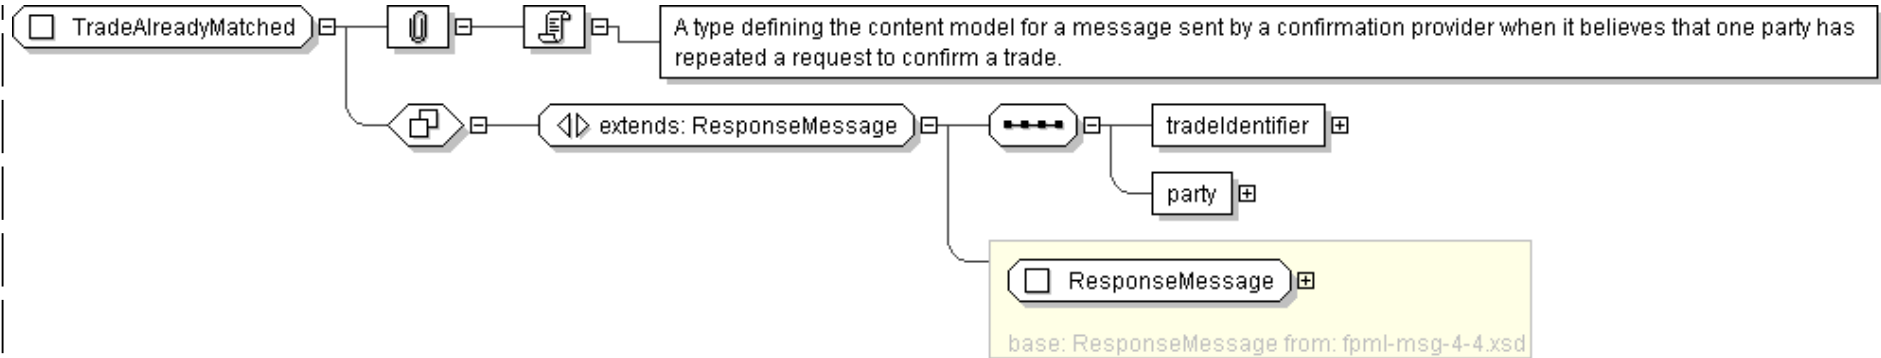 TradeAlreadyMatched
A type defining the content model for a message sent by a confirmation provider when it believes that one party has
repeated a request to confirm a trade.
extends: ResponseMessage
tradeIdentifier
party
ResponseMessage
base: ResponseMessage from: fpml-msg-4-4.xsd